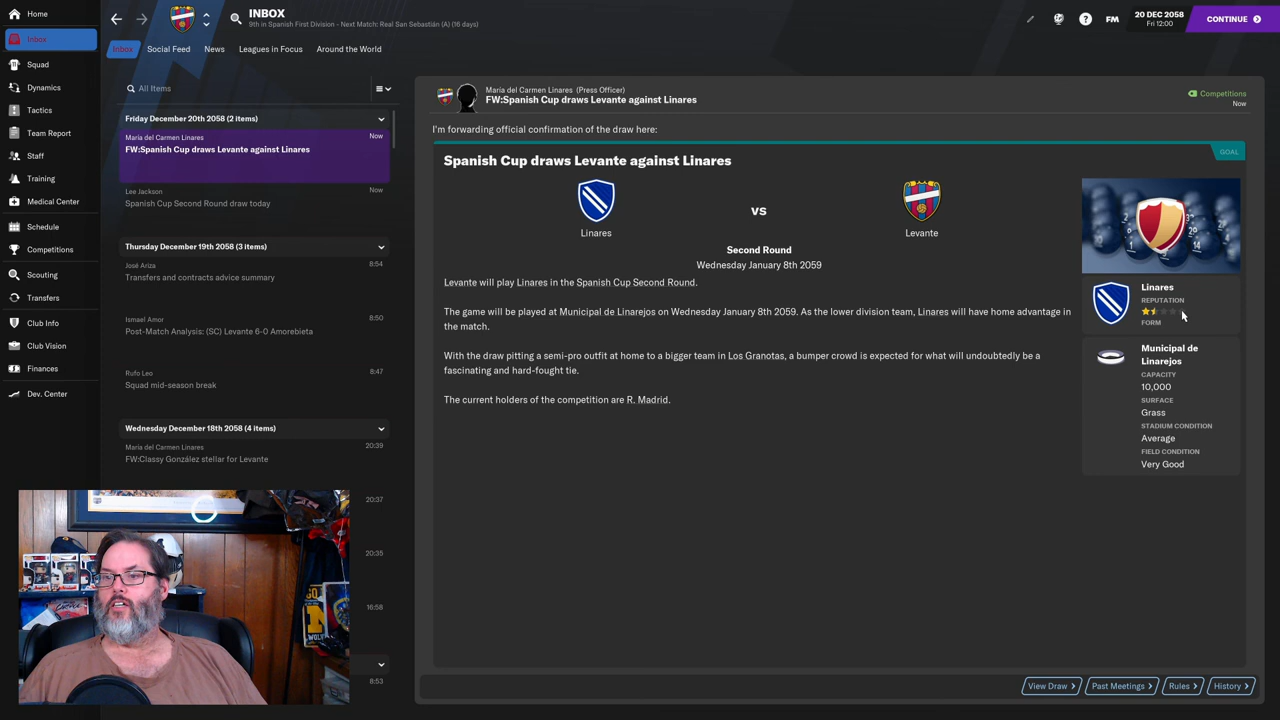 Home
Inbox
Squad
Dynamics
Tactics
Team Report
Staff
Training
Medical Center
Schedule
Competitions
Scouting
Transfers
Club Info
Club Vision
Finances
Dev. Center
INBOX
9th in Spanish First Division - Next Match: Real San Sebastián (A) (16 days)
FM
20 DEC 2058
Fri 12:00
CONTINUE
Inbox
Social Feed
News
Leagues in Focus
Around the World
All Items
Friday December 20th 2058 (2 items)
María del Carmen Linares
Now
FW:Spanish Cup draws Levante against Linares
Lee Jackson
Now
Spanish Cup Second Round draw today
Thursday December 19th 2058 (3 items)
José Ariza
8:54
Transfers and contracts advice summary
Ismael Amor
8:50
Post-Match Analysis: (SC) Levante 6-0 Amorebieta
Rufo Leo
8:47
Squad mid-season break
Wednesday December 18th 2058 (4 items)
María del Carmen Linares
20:39
FW:Classy González stellar for Levante
20:37
20:35
16:58
8:53
María del Carmen Linares (Press Officer)
FW:Spanish Cup draws Levante against Linares
Competitions
Now
I'm forwarding official confirmation of the draw here:
GOAL
Spanish Cup draws Levante against Linares
Linares
VS
Levante
Second Round
Wednesday January 8th 2059
Levante will play Linares in the Spanish Cup Second Round.
The game will be played at Municipal de Linarejos on Wednesday January 8th 2059. As the lower division team, Linares will have home advantage in
the match.
With the draw pitting a semi-pro outfit at home to a bigger team in Los Granotas, a bumper crowd is expected for what will undoubtedly be a
fascinating and hard-fought tie.
The current holders of the competition are R. Madrid.
Linares
REPUTATION
FORM
Municipal de
Linarejos
CAPACITY
10,000
SURFACE
Grass
STADIUM CONDITION
Average
FIELD CONDITION
Very Good
View Draw
Past Meetings
Rules
History